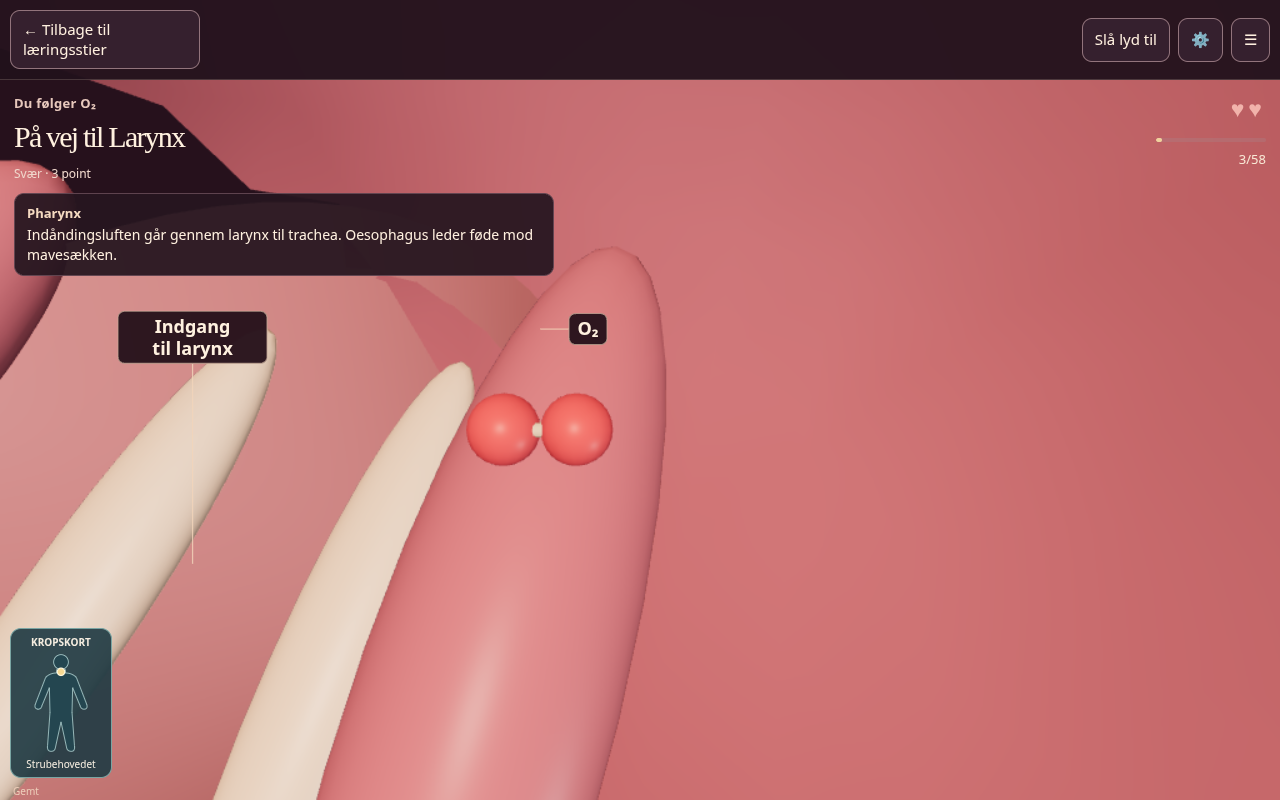 ← Tilbage til
læringsstier
Slå lyd til
Du følger O₂
På vej til Larynx
Svær · 3 point
3/58
Pharynx
Indåndingsluften går gennem larynx til trachea. Oesophagus leder føde mod
mavesækken.
Indgang
til larynx
O₂
KROPSKORT
Strubehovedet
Gemt